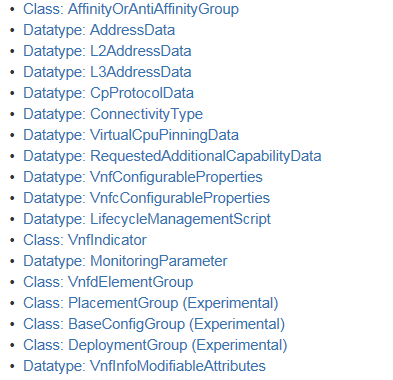 • Class: AffinityOrAntiAffinityGroup
• Datatype: AddressData
• Datatype: L2AddressData
• Datatype: L3AddressData
• Datatype: CpProtocolData
• Datatype: ConnectivityType
• Datatype: VirtualCpuPinningData
• Datatype: RequestedAdditionalCapabilityData
• Datatype: VnfConfigurableProperties
• Datatype: VnfcConfigurableProperties
• Datatype: LifecycleManagementScript
• Class: VnfIndicator
• Datatype: MonitoringParameter
• Class: VnfdElementGroup
• Class: PlacementGroup (Experimental)
• Class: BaseConfigGroup (Experimental)
• Class: DeploymentGroup (Experimental)
• Datatype: VnfInfoModifiableAttributes